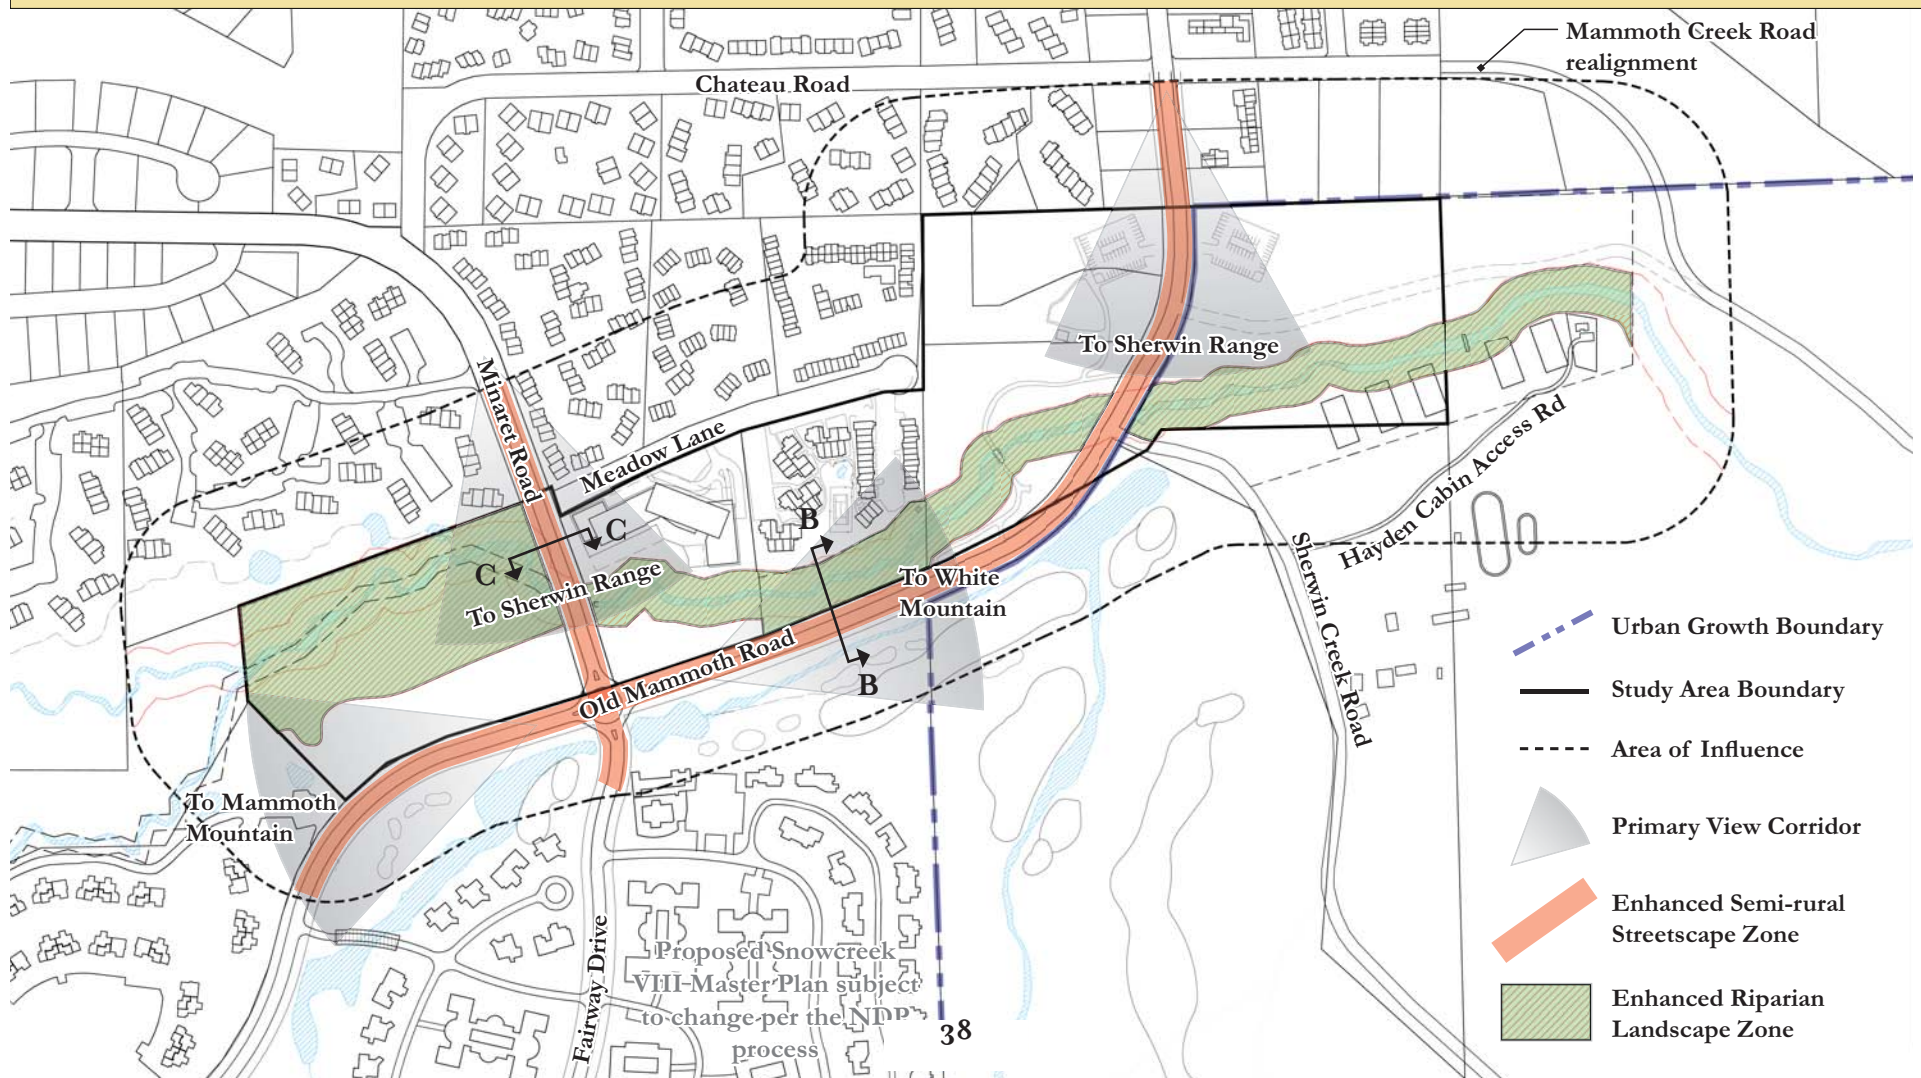 Mammoth Creek Road
realignment
Chateau Road
To Sherwin Range
Minaret Road
Meadow Lane
Hayden Cabin Access Rd
C
B
C
To Sherwin Range
To White
Mountain
Sherwin Creek Road
B
Old Mammoth Road
To Mammoth
Mountain
Fairway Drive
Proposed Snowcreek
VIII Master Plan subject
to change per the NDP
process
38
Urban Growth Boundary
Study Area Boundary
Area of Influence
Primary View Corridor
Enhanced Semi-rural
Streetscape Zone
Enhanced Riparian
Landscape Zone